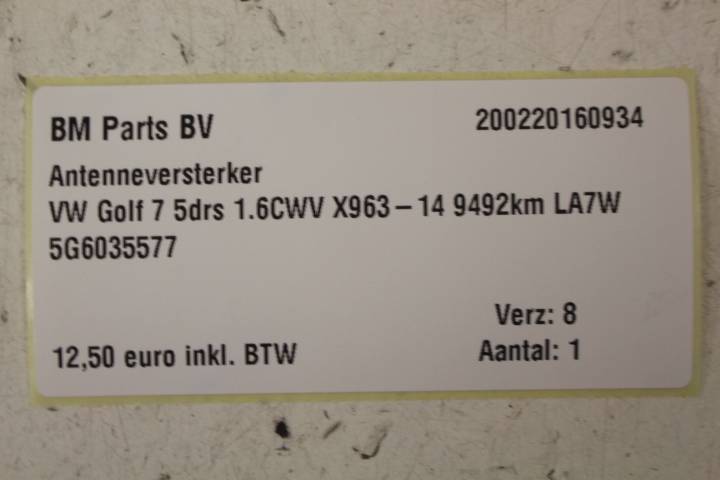 BM Parts BV 200220160934
Antenneversterker
VW Golf 7 5drs 1.6CWV X963-14 9492km LA7W
5G6035577
Verz: 8
12,50 euro inkl. BTW Aantal: 1